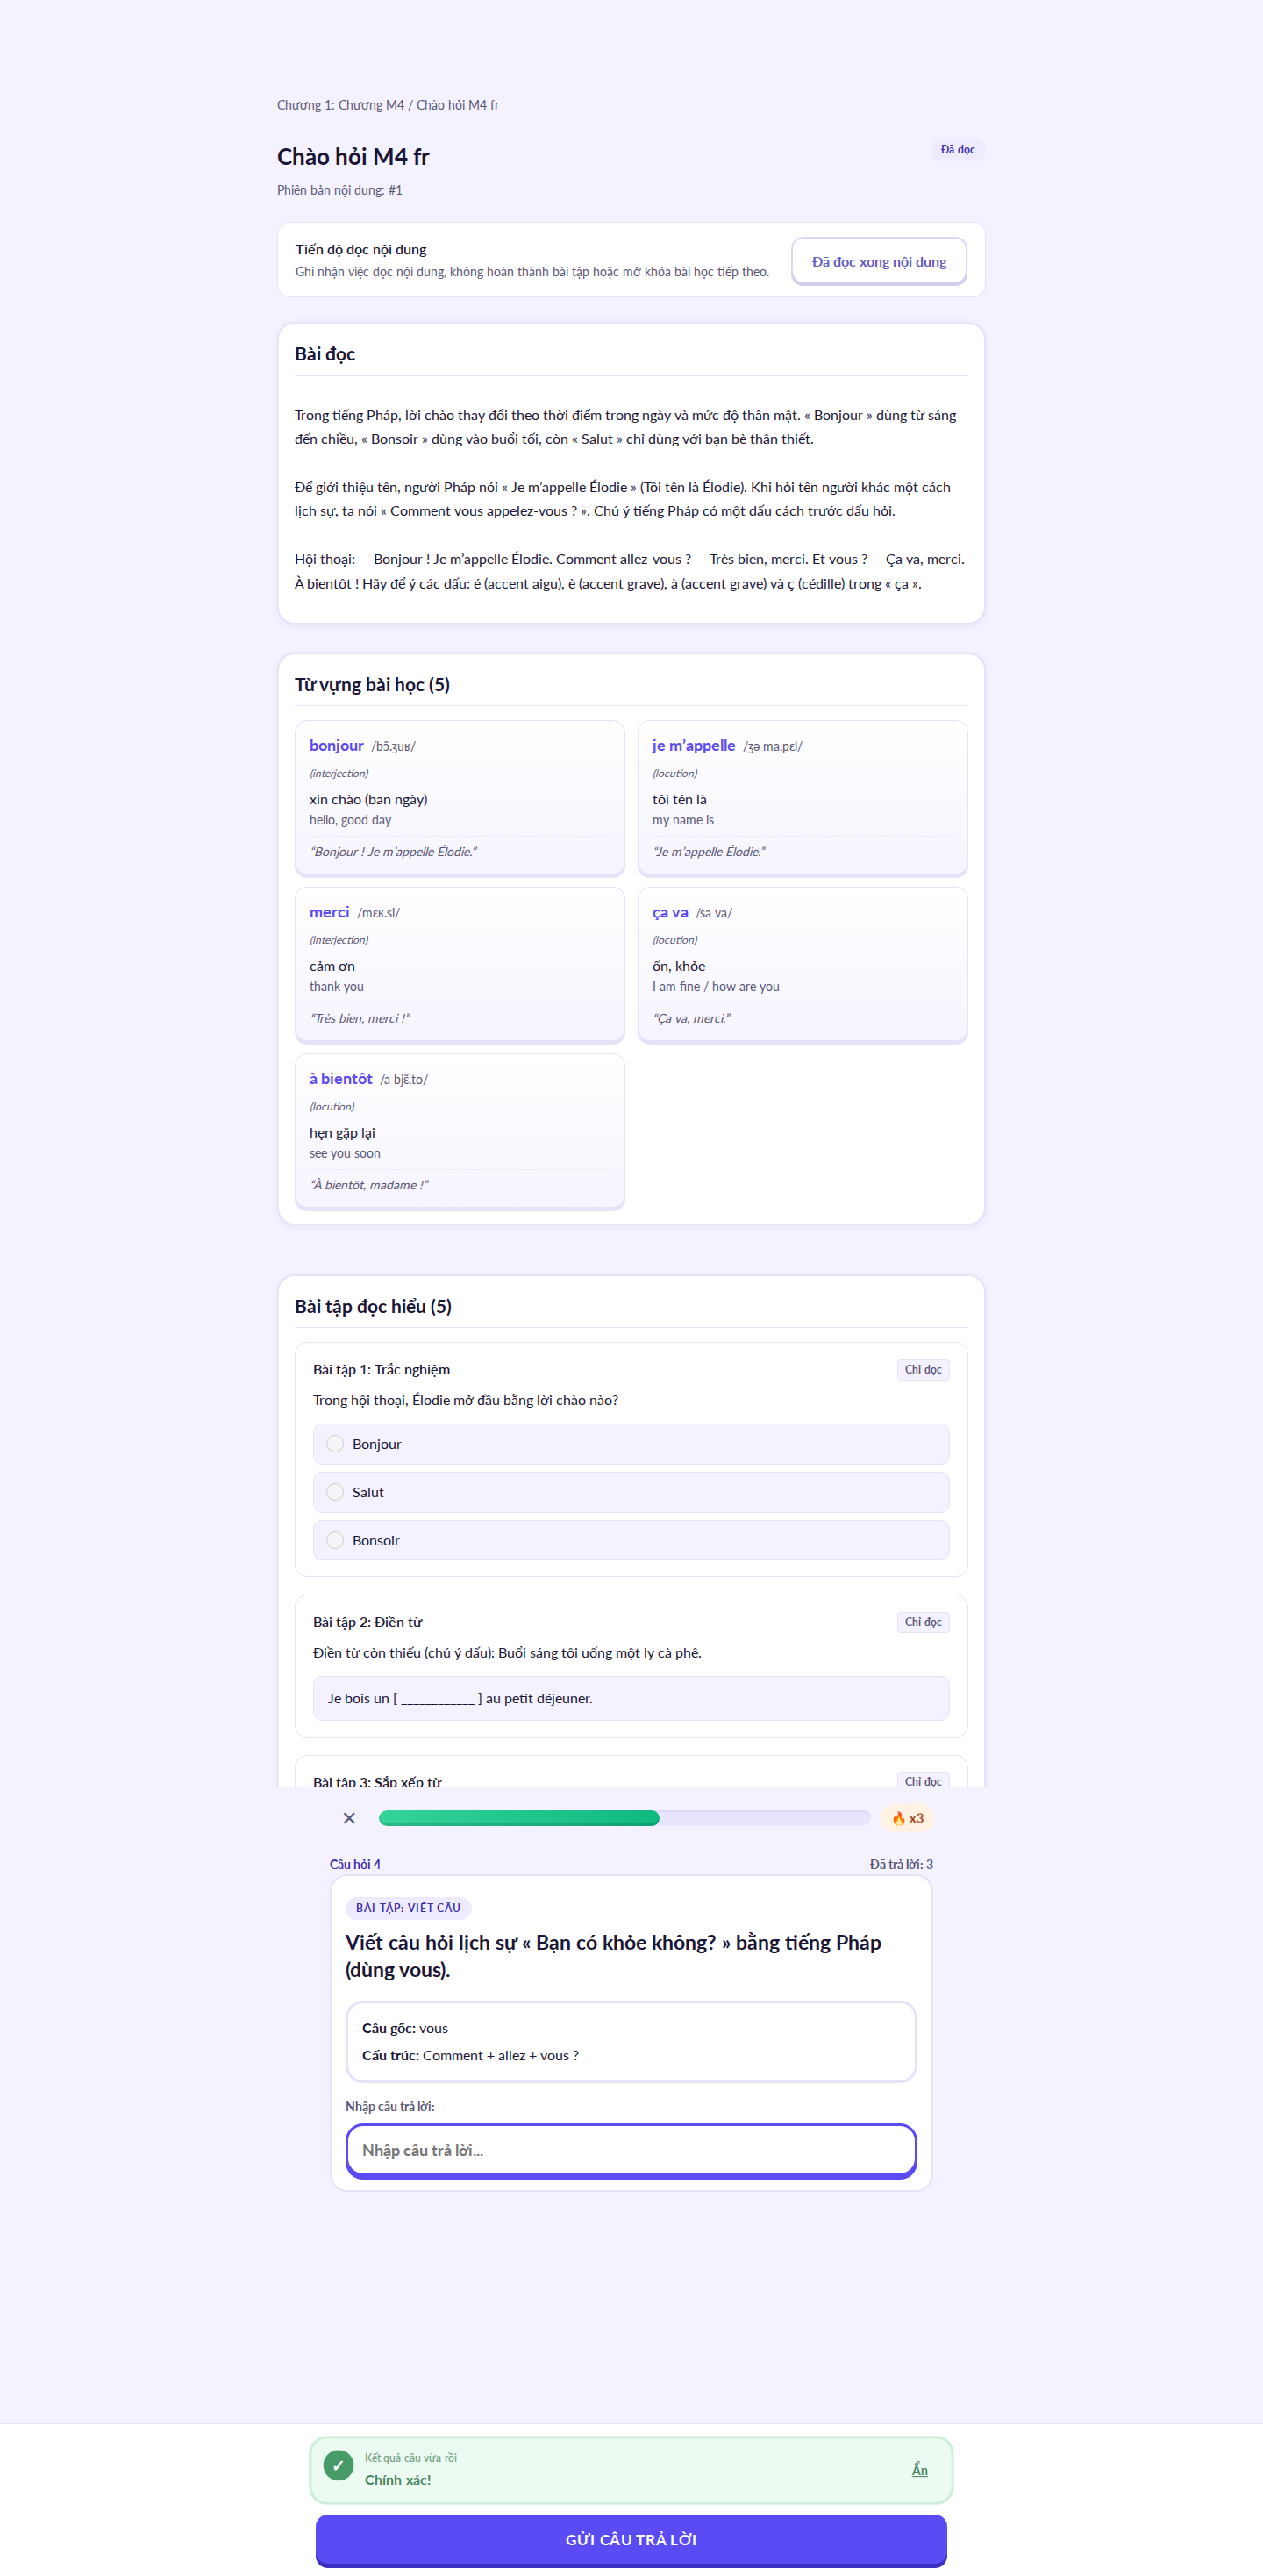 Chương 1: Chương M4 / Chào hỏi M4 fr
Chào hỏi M4 fr
Đã đọc
Phiên bản nội dung: #1
Tiến độ đọc nội dung
Ghi nhận việc đọc nội dung, không hoàn thành bài tập hoặc mở khóa bài học tiếp theo.
Đã đọc xong nội dung
Bài đọc
Trong tiếng Pháp, lời chào thay đổi theo thời điểm trong ngày và mức độ thân mật. « Bonjour » dùng từ sáng
đến chiều, « Bonsoir » dùng vào buổi tối, còn « Salut » chỉ dùng với bạn bè thân thiết.
Để giới thiệu tên, người Pháp nói « Je m’appelle Élodie » (Tôi tên là Élodie). Khi hỏi tên người khác một cách
lịch sự, ta nói « Comment vous appelez-vous ? ». Chú ý tiếng Pháp có một dấu cách trước dấu hỏi.
Hội thoại: — Bonjour ! Je m’appelle Élodie. Comment allez-vous ? — Très bien, merci. Et vous ? — Ça va, merci.
À bientôt ! Hãy để ý các dấu: é (accent aigu), è (accent grave), à (accent grave) và ç (cédille) trong « ça ».
Từ vựng bài học (5)
bonjour /bɔ̃.ʒuʁ/
(interjection)
xin chào (ban ngày)
hello, good day
“Bonjour ! Je m’appelle Élodie.”
je m’appelle /ʒə ma.pɛl/
(locution)
tôi tên là
my name is
“Je m’appelle Élodie.”
merci /mɛʁ.si/
(interjection)
cảm ơn
thank you
“Très bien, merci !”
ça va /sa va/
(locution)
ổn, khỏe
I am fine / how are you
“Ça va, merci.”
à bientôt /a bjɛ̃.to/
(locution)
hẹn gặp lại
see you soon
“À bientôt, madame !”
Bài tập đọc hiểu (5)
Bài tập 1: Trắc nghiệm
Chỉ đọc
Trong hội thoại, Élodie mở đầu bằng lời chào nào?
Bonjour
Salut
Bonsoir
Bài tập 2: Điền từ
Chỉ đọc
Điền từ còn thiếu (chú ý dấu): Buổi sáng tôi uống một ly cà phê.
Je bois un [ ____________ ] au petit déjeuner.
Bài tập 3: Sắp xếp từ
Chỉ đọc
✕
🔥 x3
Câu hỏi 4
Đã trả lời: 3
BÀI TẬP: VIẾT CÂU
Viết câu hỏi lịch sự « Bạn có khỏe không? » bằng tiếng Pháp
(dùng vous).
Câu gốc: vous
Cấu trúc: Comment + allez + vous ?
Nhập câu trả lời:
Nhập câu trả lời...
✓
Kết quả câu vừa rồi
Chính xác!
Ẩn
GỬI CÂU TRẢ LỜI